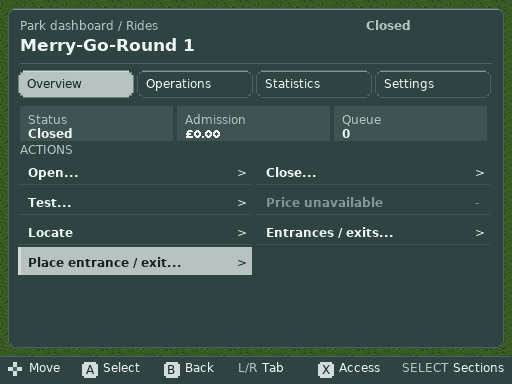 Park dashboard / Rides
Closed
Merry-Go-Round 1
Overview
Operations
Statistics
Settings
Status
Closed
Admission
£0.00
Queue
0
ACTIONS
Open... >
Close... >
Test... >
Price unavailable -
Locate >
Entrances / exits... >
Place entrance / exit... >
Move A Select B Back L/R Tab X Access SELECT Sections